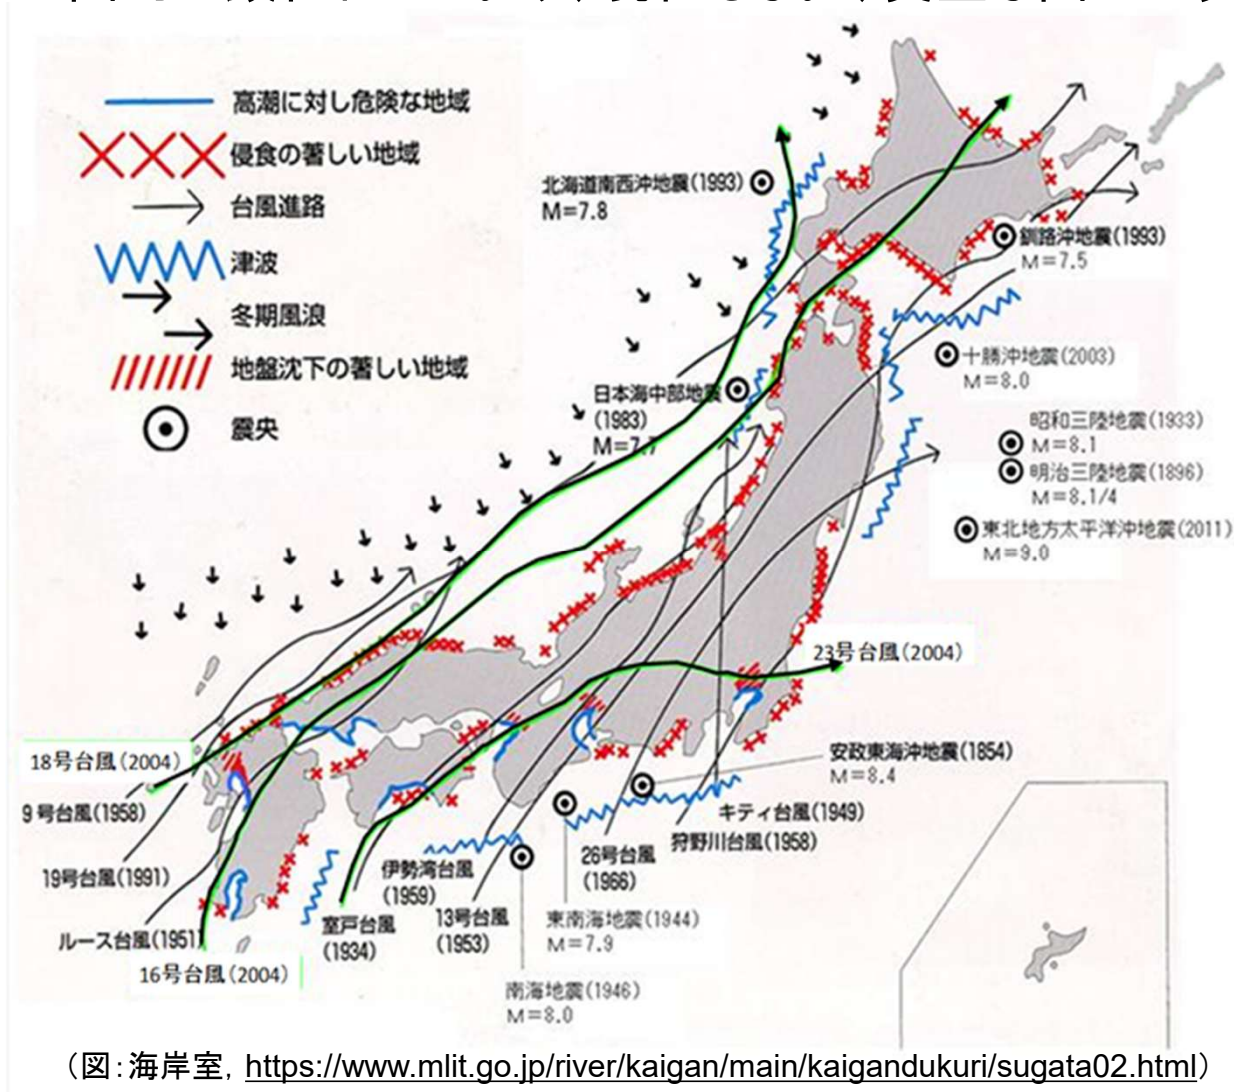 高潮に対し危険な地域
侵食の著しい地域
台風進路
津波
冬期風浪
地盤沈下の著しい地域
震央
北海道南西沖地震(1993)
M=7.8
釧路沖地震(1993)
M=7.5
十勝沖地震(2003)
M=8.0
日本海中部地震
(1983)
M=7.7
昭和三陸地震(1933)
M=8.1
明治三陸地震(1896)
M=8.1/4
東北地方太平洋沖地震(2011)
M=9.0
23号台風(2004)
18号台風(2004)
9号台風(1958)
19号台風(1991)
ルース台風(1951)
16号台風(2004)
室戸台風
(1934)
伊勢湾台風
(1959)
13号台風
(1953)
26号台風
(1966)
狩野川台風(1958)
キティ台風(1949)
安政東海沖地震(1854)
M=8.4
東南海地震(1944)
M=7.9
南海地震(1946)
M=8.0
（図:海岸室, https://www.mlit.go.jp/river/kaigan/main/kaigandukuri/sugata02.html）